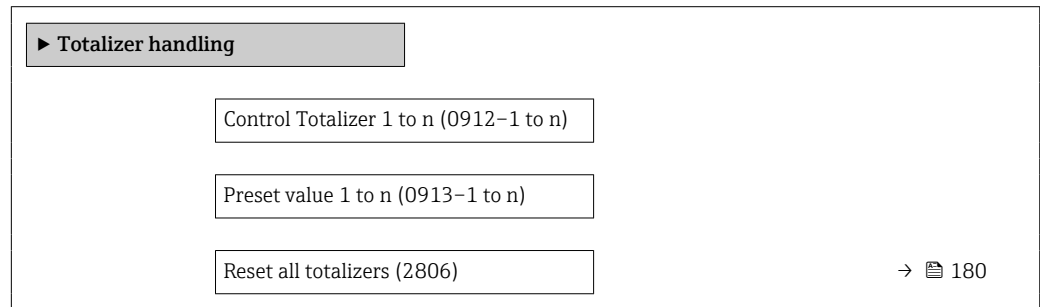 ▶ Totalizer handling
Control Totalizer 1 to n (0912–1 to n)
Preset value 1 to n (0913–1 to n)
Reset all totalizers (2806) → 🖹 180